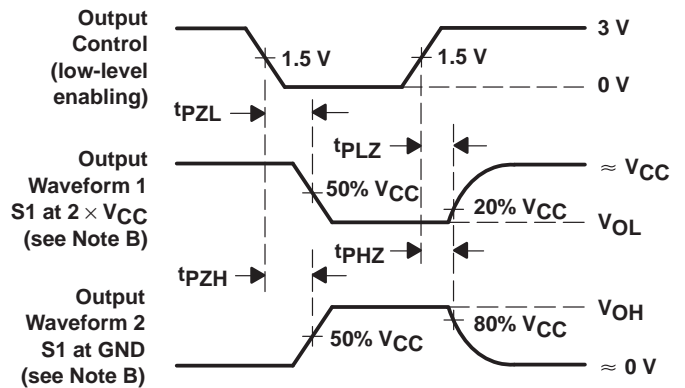 Output
Control
(low-level
enabling)
1.5 V
1.5 V
3 V
0 V
tPZL
tPLZ
Output
Waveform 1
S1 at 2 × VCC
(see Note B)
50% VCC
20% VCC
≈ VCC
VOL
tPZH
tPHZ
Output
Waveform 2
S1 at GND
(see Note B)
50% VCC
80% VCC
VOH
≈ 0 V